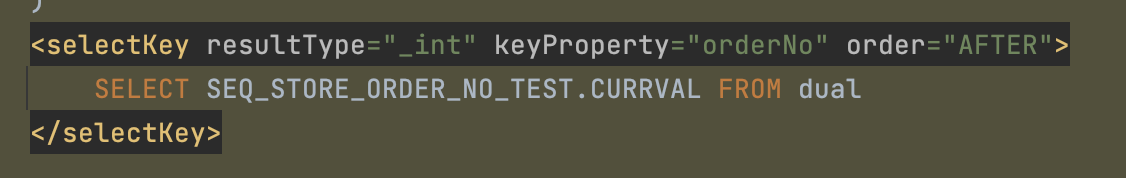 )
<selectKey resultType="_int" keyProperty="orderNo" order="AFTER">
SELECT SEQ_STORE_ORDER_NO_TEST.CURRVAL FROM dual
</selectKey>